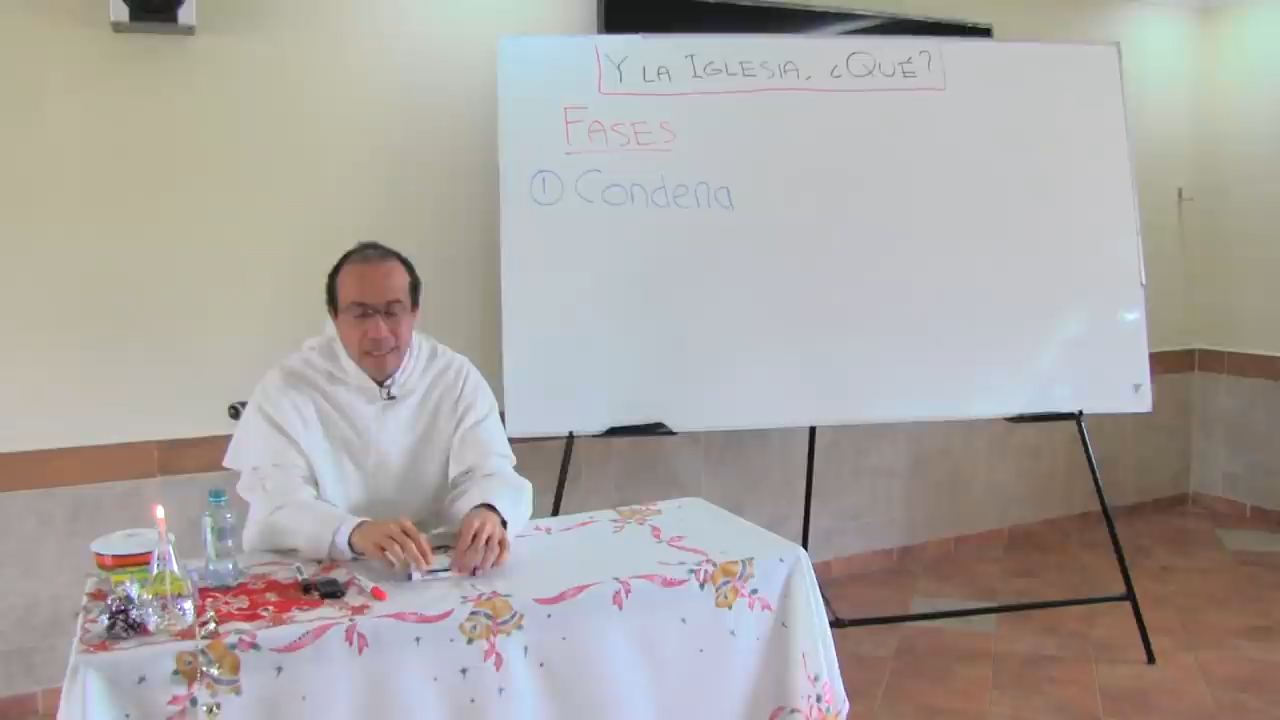 Y LA IGLESIA, ¿QUÉ?
FASES
① Condena